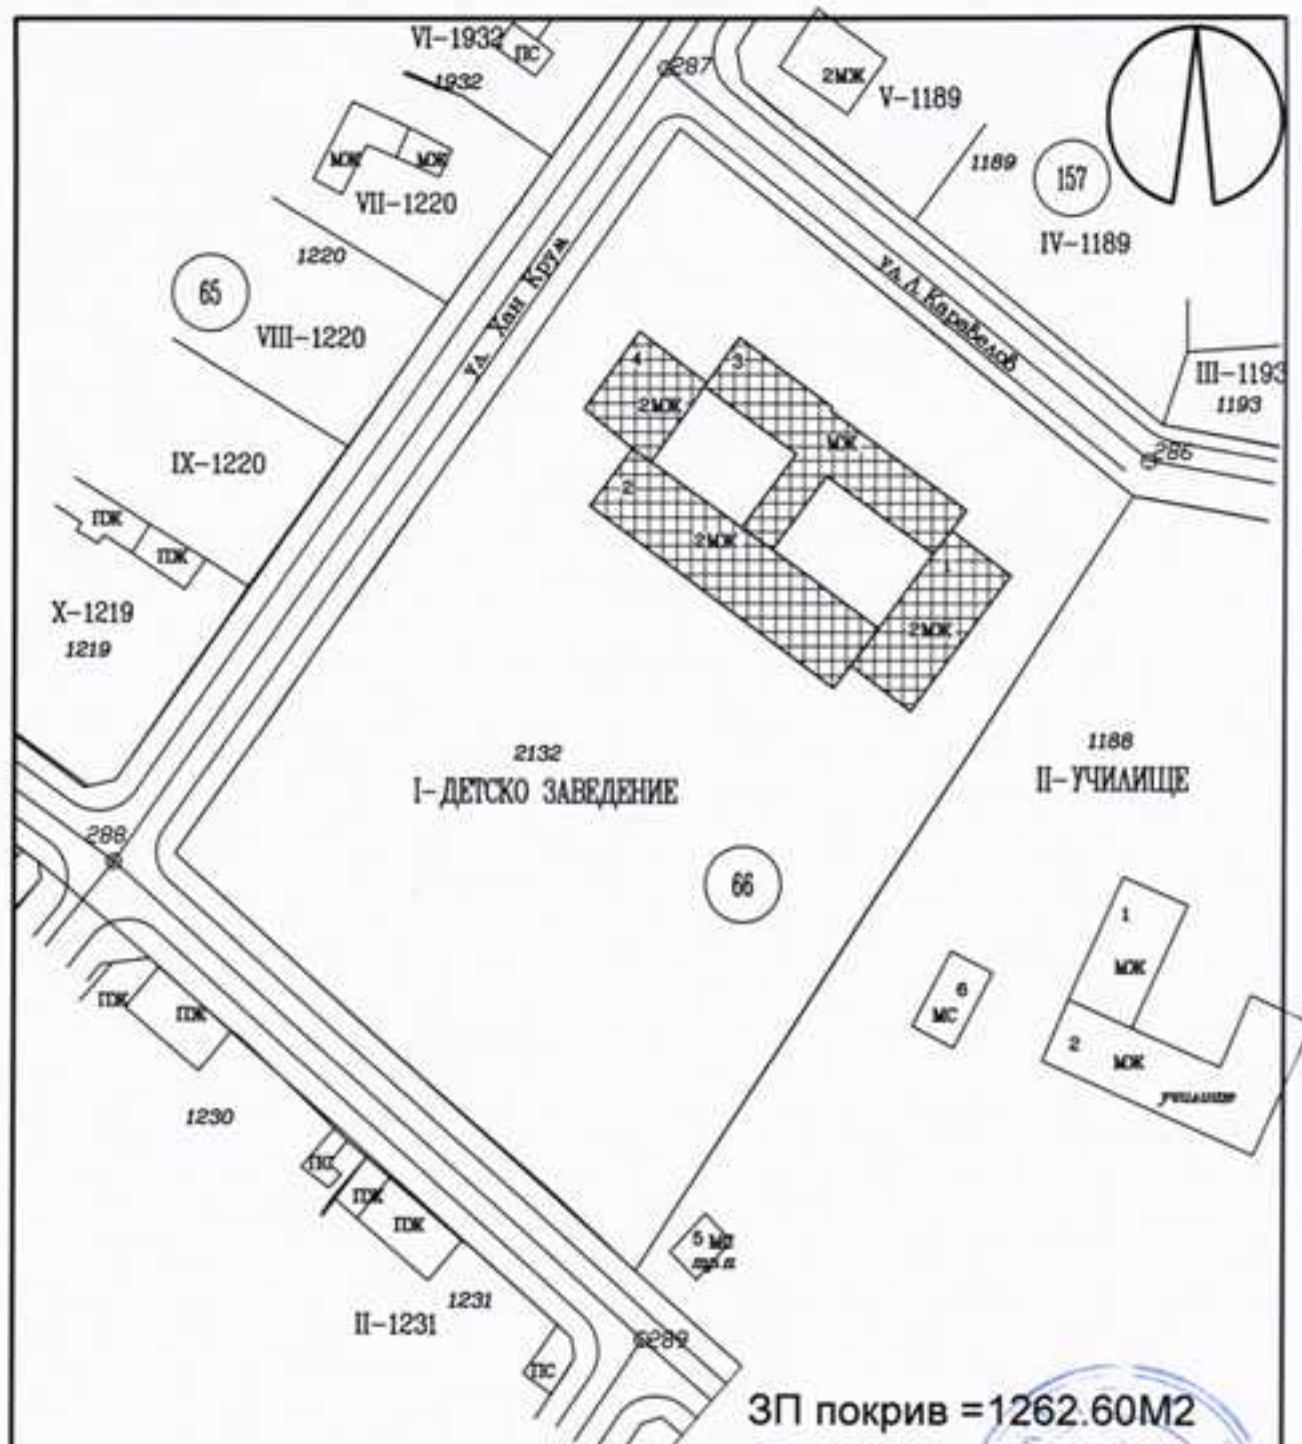 VI-1932
ПС
1932
287
2МЖ
V-1189
МЖ
МЖ
VII-1220
1189
157
IV-1189
1220
65
VIII-1220
ул. Хан Крум
ул. Л. Каравелов
4
3
2МЖ
МЖ
III-1193
1193
286
IX-1220
2
2МЖ
ПЖ
ПЖ
1
2МЖ
X-1219
1219
2132
I-ДЕТСКО ЗАВЕДЕНИЕ
1188
II-УЧИЛИЩЕ
288
66
1
МЖ
6
МС
2
МЖ
училище
ПЖ
ПЖ
1230
ПС
ПЖ
ПЖ
5
тр.п
1231
II-1231
289
ПС
ЗП покрив =1262.60М2